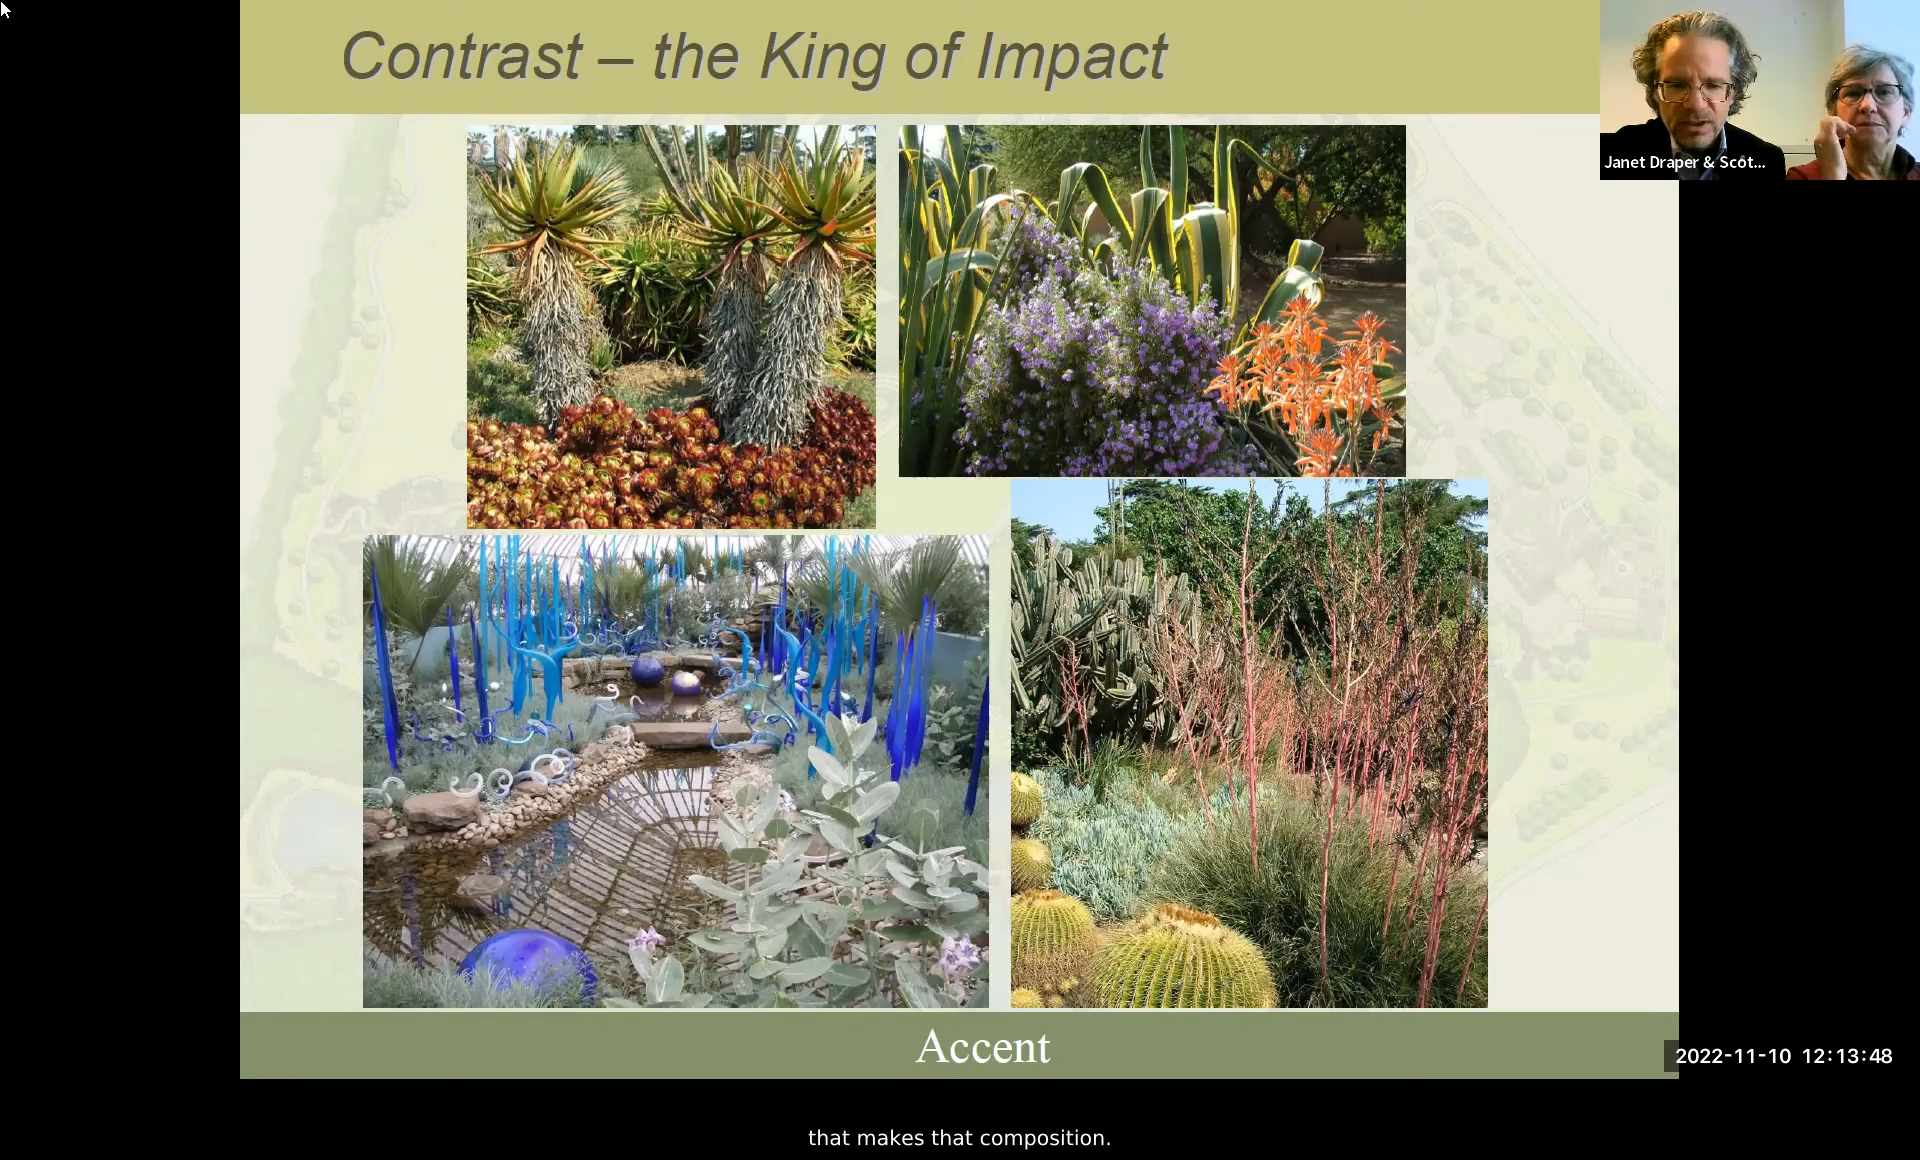 Contrast – the King of Impact
Janet Draper & Scot...
Accent
2022-11-10 12:13:48
that makes that composition.